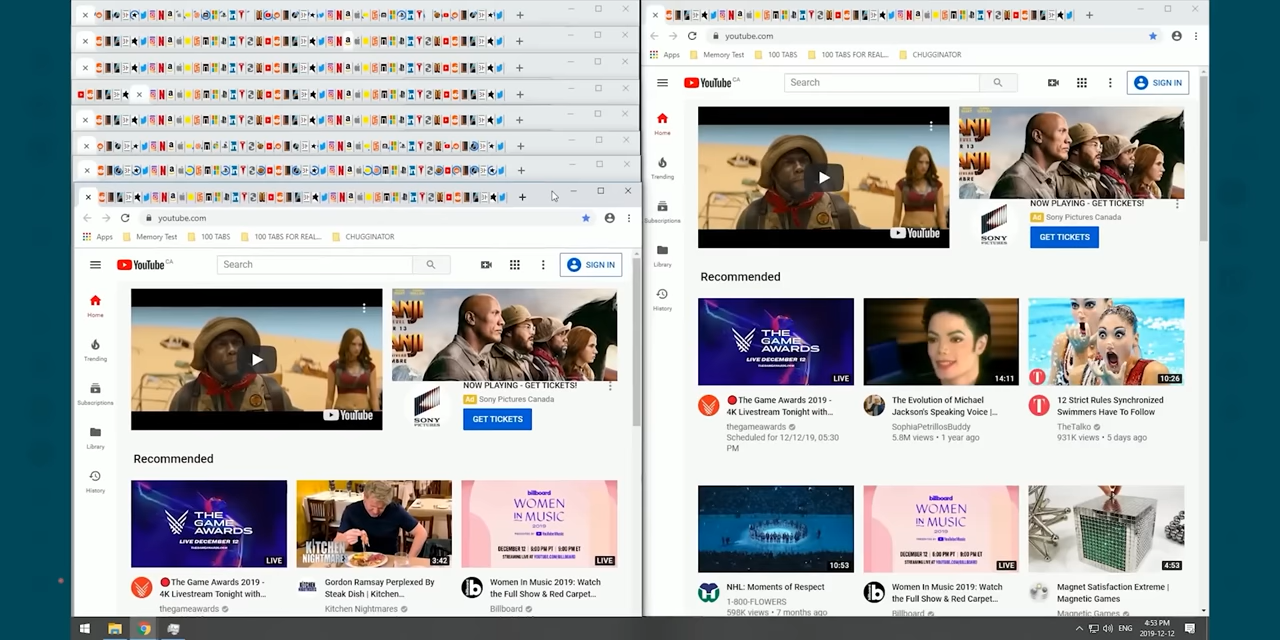 youtube.com
Apps
Memory Test
100 TABS
100 TABS FOR REAL...
CHUGGINATOR
YouTube CA
Search
SIGN IN
Home
Trending
Subscriptions
Library
History
YouTube
NOW PLAYING - GET TICKETS!
Ad Sony Pictures Canada
SONY
PICTURES
GET TICKETS
Recommended
THE
GAME
AWARDS
LIVE DECEMBER 12
LIVE
🔴The Game Awards 2019 -
4K Livestream Tonight with...
thegameawards
KITCHEN
NIGHTMARES
3:42
Gordon Ramsay Perplexed By
Steak Dish | Kitchen...
Kitchen Nightmares
billboard
WOMEN
IN MUSIC
2019
DECEMBER 12 | 6:00 PM PT | 9:00 PM ET
LIVE
Women In Music 2019: Watch
the Full Show & Red Carpet...
Billboard
youtube.com
Apps
Memory Test
100 TABS
100 TABS FOR REAL...
CHUGGINATOR
YouTube CA
Search
SIGN IN
Home
Trending
Subscriptions
Library
History
YouTube
NOW PLAYING - GET TICKETS!
Ad Sony Pictures Canada
SONY
PICTURES
GET TICKETS
Recommended
THE
GAME
AWARDS
LIVE DECEMBER 12
LIVE
🔴The Game Awards 2019 -
4K Livestream Tonight with...
thegameawards
Scheduled for 12/12/19, 05:30
PM
14:11
The Evolution of Michael
Jackson's Speaking Voice |...
SophiaPetrillosBuddy
5.8M views • 1 year ago
10:26
12 Strict Rules Synchronized
Swimmers Have To Follow
TheTalko
931K views • 5 days ago
10:53
NHL: Moments of Respect
1-800-FLOWERS
598K views • 7 months ago
billboard
WOMEN
IN MUSIC
2019
DECEMBER 12 | 6:00 PM PT | 9:00 PM ET
LIVE
Women In Music 2019: Watch
the Full Show & Red Carpet...
Billboard
4:53
Magnet Satisfaction Extreme |
Magnetic Games
Magnetic Games
ENG
4:53 PM
2019-12-12